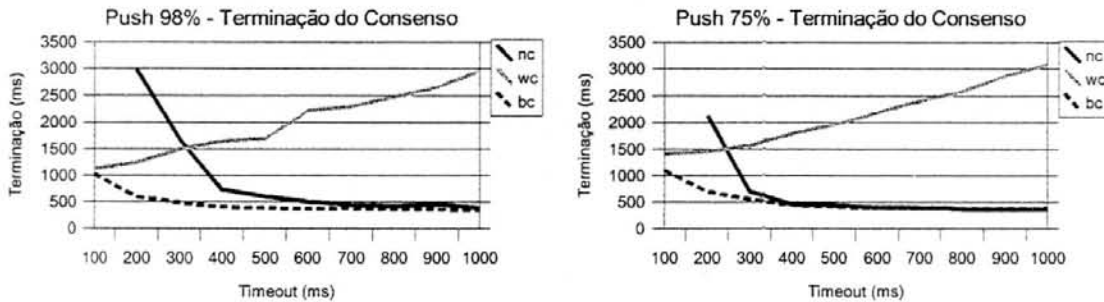 Push 98% - Terminação do Consenso
3500
3000
2500
2000
1500
1000
500
0
Terminação (ms)
100 200 300 400 500 600 700 800 900 1000
Timeout (ms)
nc
wc
bc
Push 75% - Terminação do Consenso
3500
3000
2500
2000
1500
1000
500
0
Terminação (ms)
100 200 300 400 500 600 700 800 900 1000
Timeout (ms)
nc
wc
bc